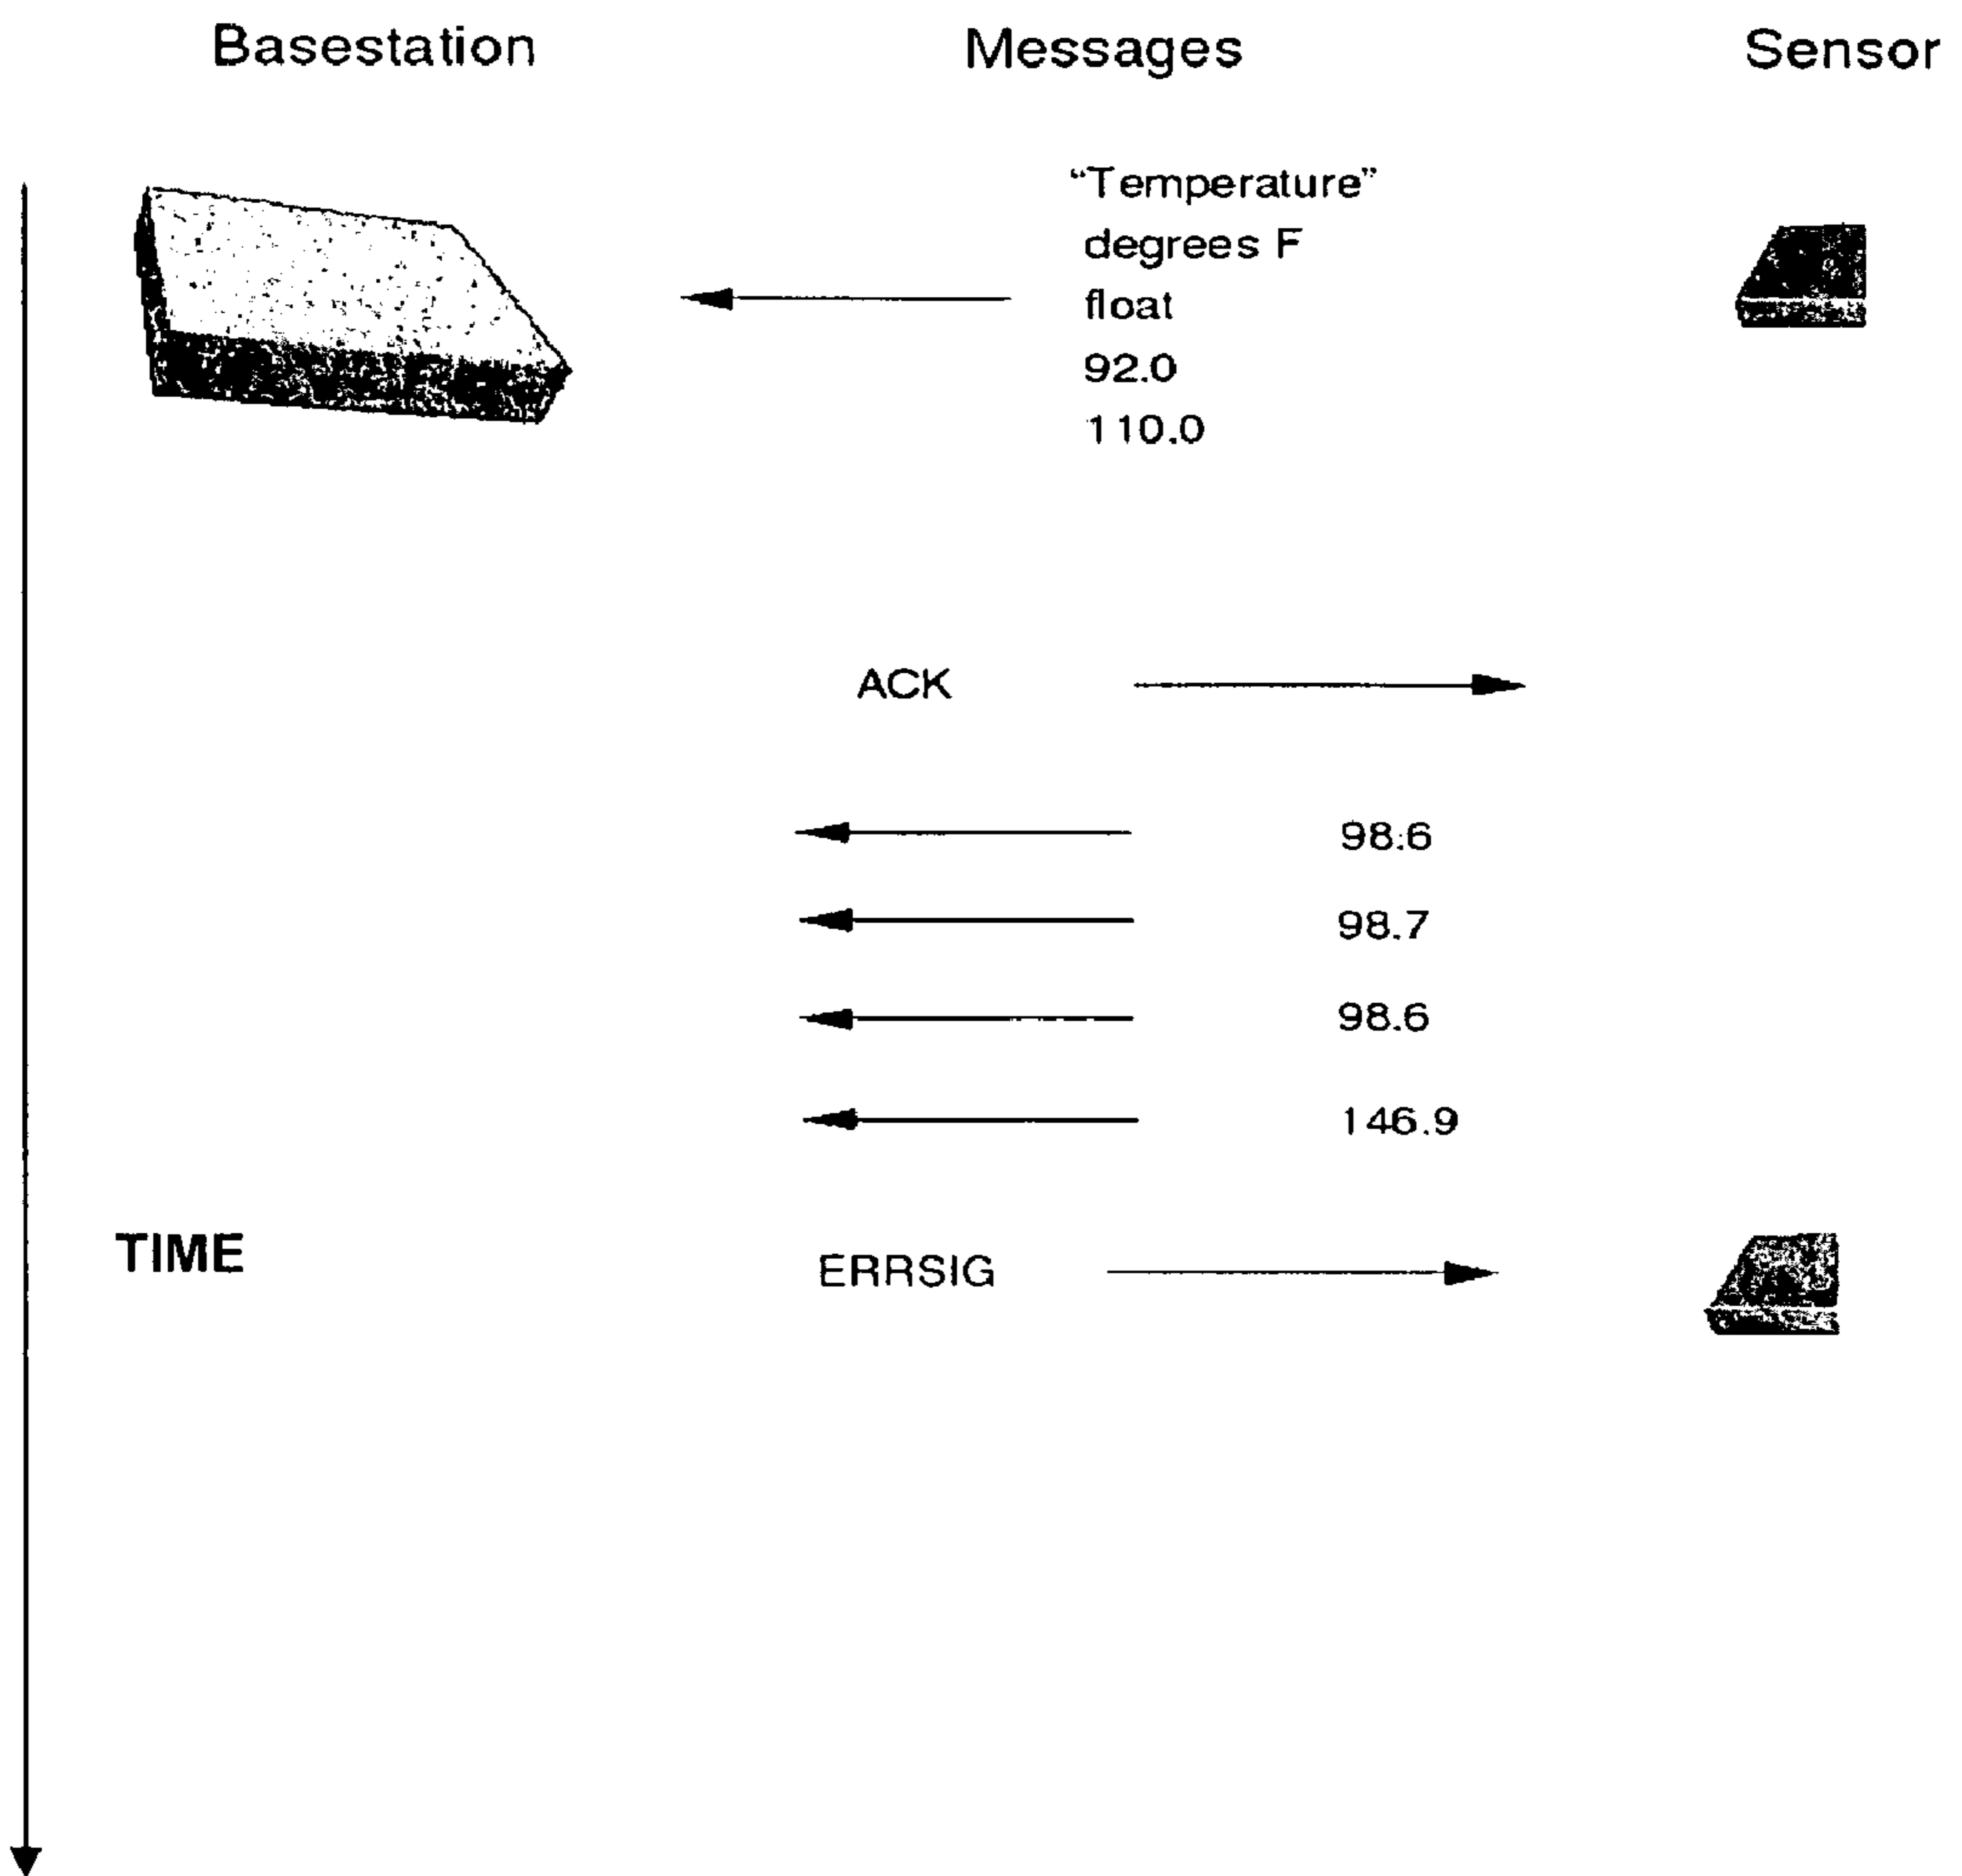 Basestation Messages Sensor
“Temperature”
degrees F
float
92.0
110.0
ACK
98.6
98.7
98.6
146.9
TIME
ERRSIG